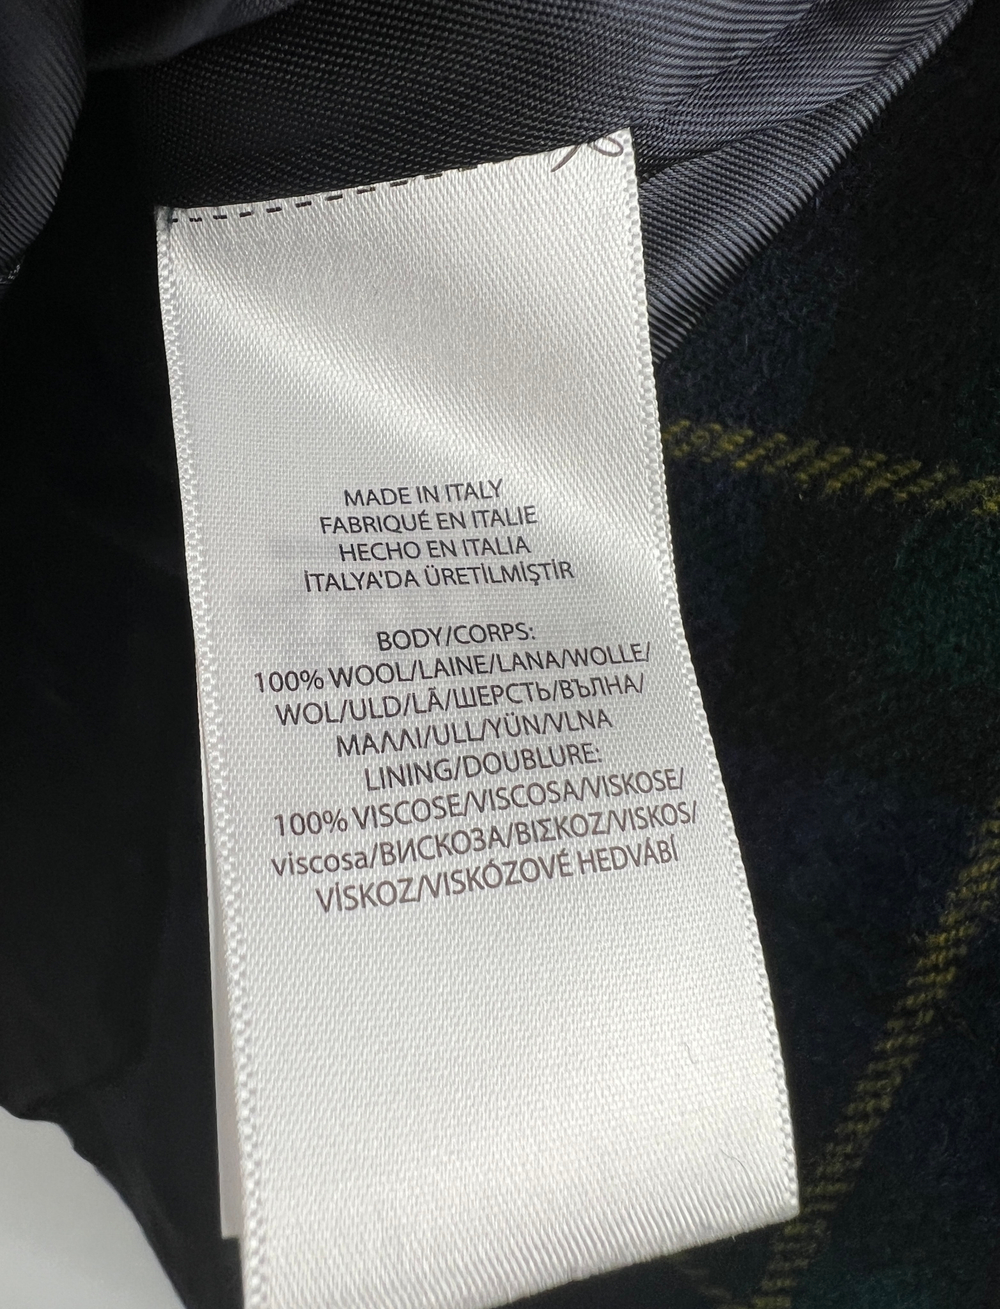 MADE IN ITALY
FABRIQUÉ EN ITALIE
HECHO EN ITALIA
İTALYA'DA ÜRETİLMİŞTİR
BODY/CORPS:
100% WOOL/LAINE/LANA/WOLLE/
WOL/ULD/LÃ/ШЕРСТЬ/ВЪЛНА/
ΜΑΛΛΙ/ULL/YÜN/VLNA
LINING/DOUBLURE:
100% VISCOSE/VISCOSA/VISKOSE/
viscosa/ВИСКОЗА/ΒΙΣΚΟΖ/VISKOS/
VİSKOZ/VISKÓZOVÉ HEDVÁBÍ